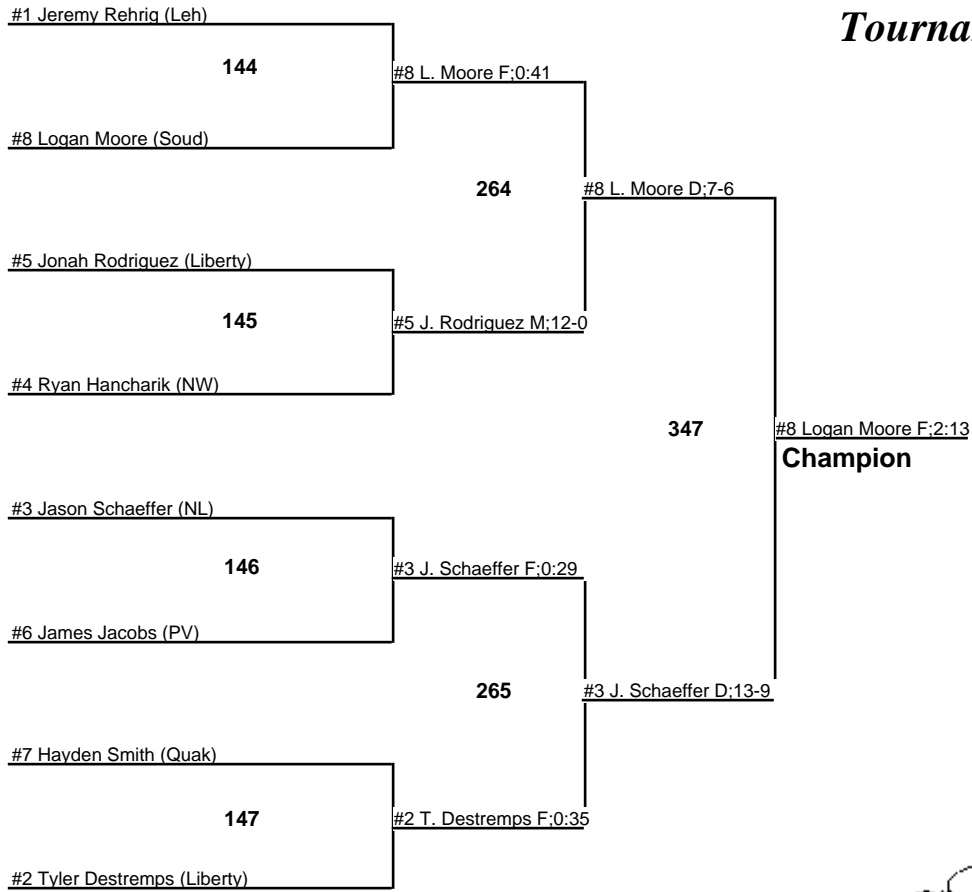 #1 Jeremy Rehrig (Leh)
144
#8 L. Moore F;0:41
#8 Logan Moore (Soud)
264
#8 L. Moore D;7-6
#5 Jonah Rodriguez (Liberty)
145
#5 J. Rodriguez M;12-0
#4 Ryan Hancharik (NW)
347
#8 Logan Moore F;2:13
Champion
#3 Jason Schaeffer (NL)
146
#3 J. Schaeffer F;0:29
#6 James Jacobs (PV)
265
#3 J. Schaeffer D;13-9
#7 Hayden Smith (Quak)
147
#2 T. Destremps F;0:35
#2 Tyler Destremps (Liberty)